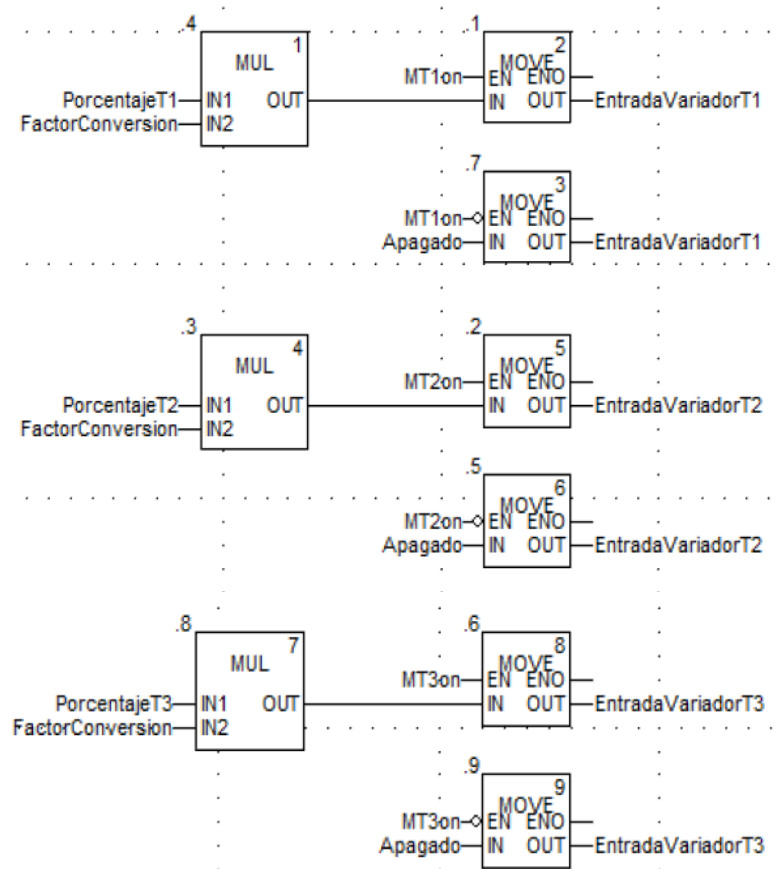 .4 .1
1 2
MUL MOVE
MT1on EN ENO
PorcentajeT1 IN1 OUT IN OUT EntradaVariadorT1
FactorConversion IN2
.7
3
MOVE
MT1on EN ENO
Apagado IN OUT EntradaVariadorT1
.3 .2
4 5
MUL MOVE
MT2on EN ENO
PorcentajeT2 IN1 OUT IN OUT EntradaVariadorT2
FactorConversion IN2
.5
6
MOVE
MT2on EN ENO
Apagado IN OUT EntradaVariadorT2
.8 .6
7 8
MUL MOVE
MT3on EN ENO
PorcentajeT3 IN1 OUT IN OUT EntradaVariadorT3
FactorConversion IN2
.9
9
MOVE
MT3on EN ENO
Apagado IN OUT EntradaVariadorT3